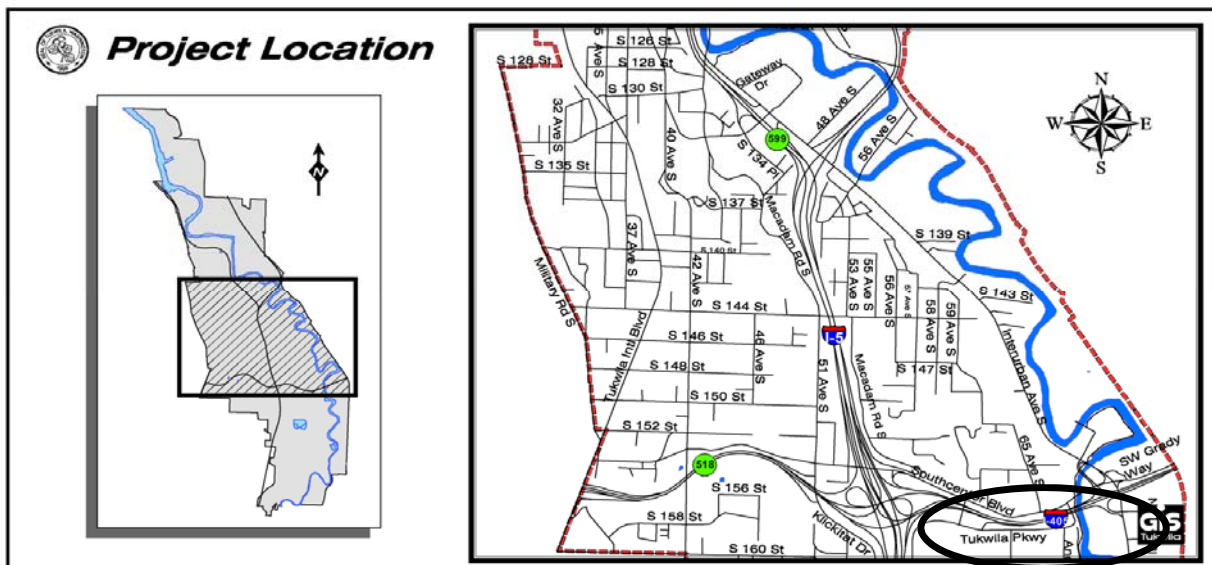 Project Location
N
S 126 St
S 128 St
S 128 St
S 130 St
Gateway
Dr
48 Ave S
56 Ave S
32 Ave S
40 Ave S
599
S 134 Pl
S 135 St
S 137 St
Macadam Rd S
37 Ave S
S 139 St
S 140 St
42 Ave S
Military Rd S
Tukwila Intl Blvd
53 Ave S
55 Ave S
56 Ave S
57 Ave S
58 Ave S
59 Ave S
S 143 St
S 144 St
I-5
S 146 St
46 Ave S
Interurban Ave S
S 147 St
S 148 St
51 Ave S
Macadam Rd S
S 150 St
S 152 St
65 Ave S
518
SW Grady
Way
Southcenter Blvd
S 156 St
S 158 St
Klickitat Dr
Tukwila Pkwy
S 160 St
N
W E
S
GIS
Tukwila